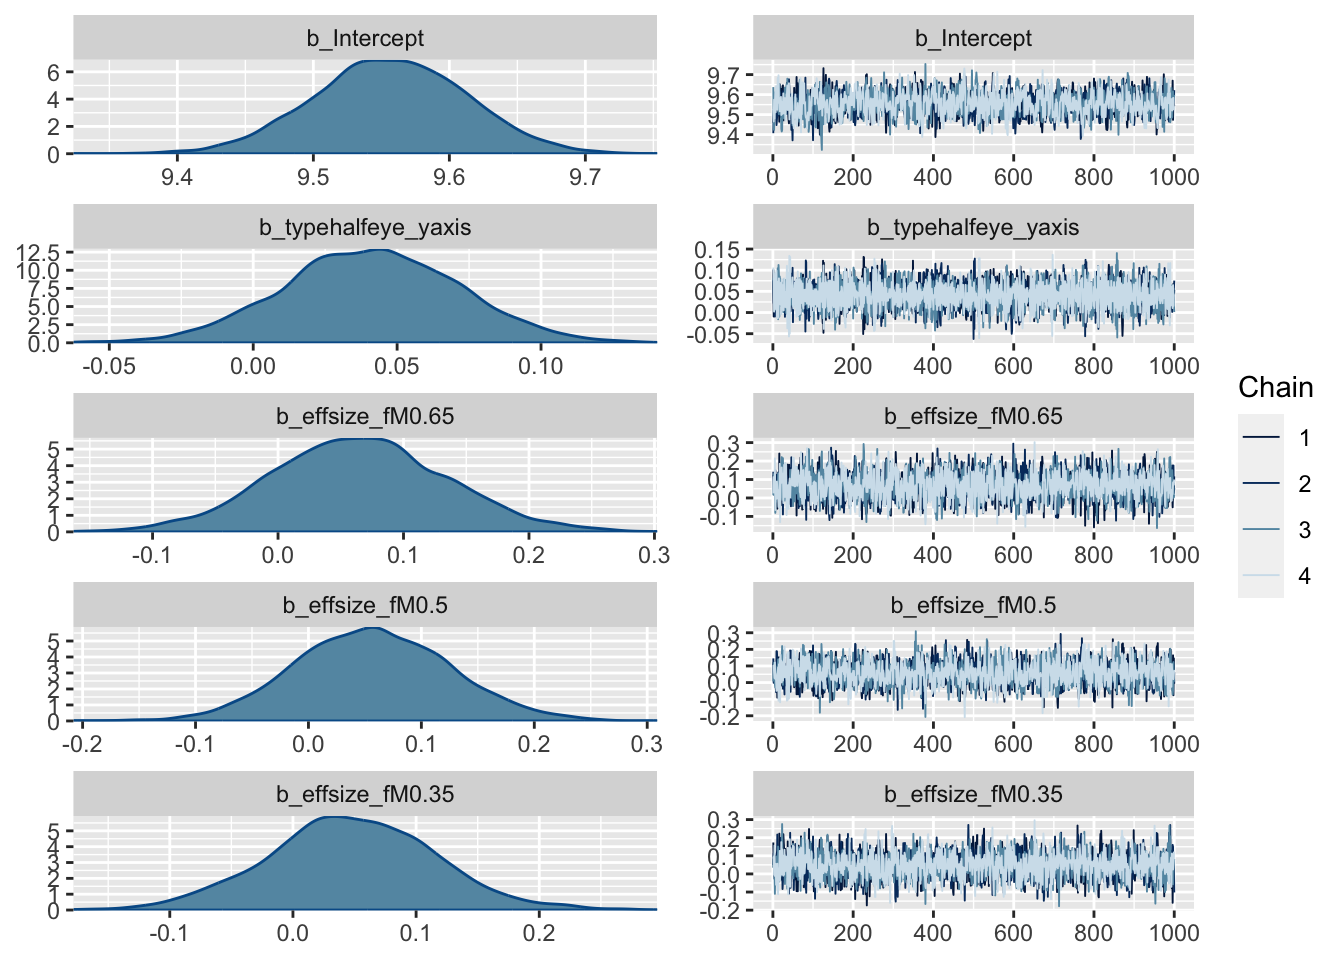 b_Intercept
6
4
2
0
9.4 9.5 9.6 9.7
b_Intercept
9.7
9.6
9.5
9.4
0 200 400 600 800 1000
b_typehalfeye_yaxis
12.5
10.0
7.5
5.0
2.5
0.0
-0.05 0.00 0.05 0.10
b_typehalfeye_yaxis
0.15
0.10
0.05
0.00
-0.05
0 200 400 600 800 1000
b_effsize_fM0.65
5
4
3
2
1
0
-0.1 0.0 0.1 0.2 0.3
b_effsize_fM0.65
0.3
0.2
0.1
0.0
-0.1
0 200 400 600 800 1000
b_effsize_fM0.5
5
4
3
2
1
0
-0.2 -0.1 0.0 0.1 0.2 0.3
b_effsize_fM0.5
0.3
0.2
0.1
0.0
-0.1
-0.2
0 200 400 600 800 1000
b_effsize_fM0.35
5
4
3
2
1
0
-0.1 0.0 0.1 0.2
b_effsize_fM0.35
0.3
0.2
0.1
0.0
-0.1
-0.2
0 200 400 600 800 1000
Chain
1
2
3
4